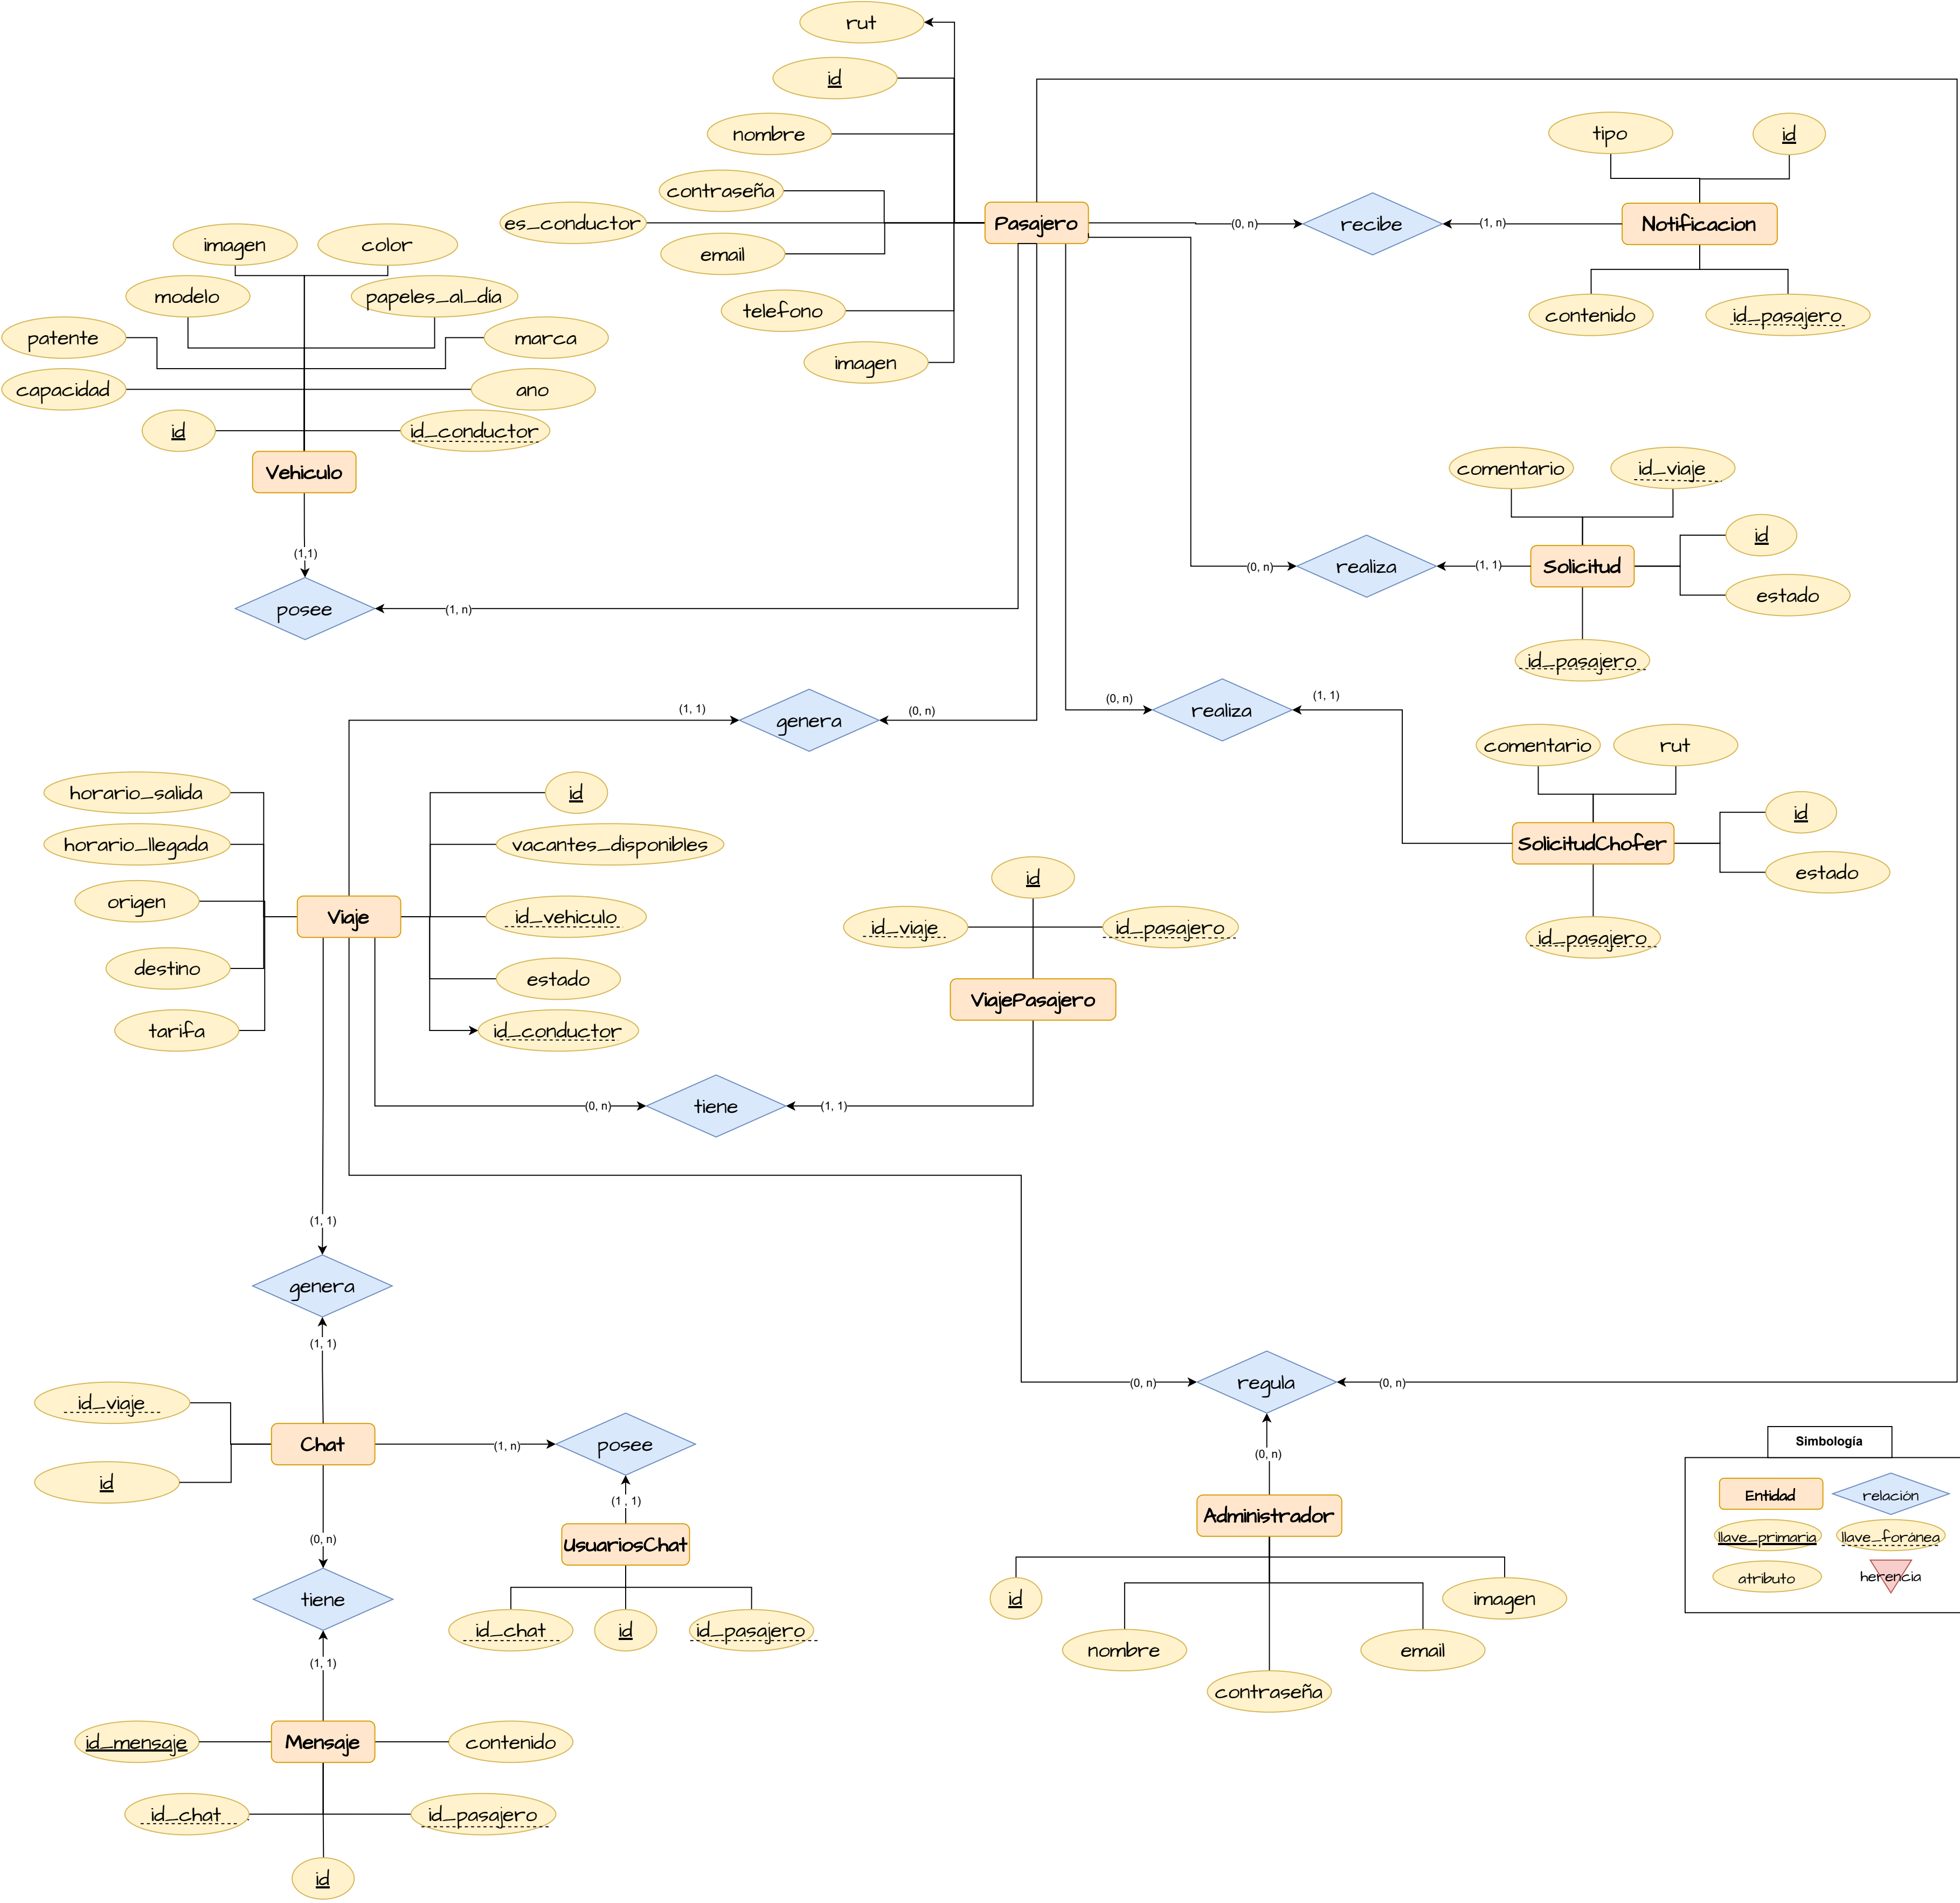 rut
id
nombre
contraseña
es_conductor
email
telefono
imagen
Pasajero
(0, n)
recibe
(1, n)
Notificacion
tipo
id
contenido
id_pasajero
imagen
color
modelo
papeles_al_día
patente
marca
capacidad
ano
id
id_conductor
Vehiculo
(1,1)
posee
(1, n)
comentario
id_viaje
id
Solicitud
estado
id_pasajero
(0, n)
realiza
(1, 1)
(1, 1)
genera
(0, n)
(0, n)
realiza
(1, 1)
comentario
rut
id
SolicitudChofer
estado
id_pasajero
horario_salida
horario_llegada
origen
destino
tarifa
Viaje
id
vacantes_disponibles
id_vehiculo
estado
id_conductor
id
id_viaje
id_pasajero
ViajePasajero
(0, n)
tiene
(1, 1)
(1, 1)
genera
(1, 1)
(0, n)
regula
(0, n)
(0, n)
id_viaje
id
Chat
(1, n)
posee
(1, 1)
UsuariosChat
id_chat
id
id_pasajero
(0, n)
tiene
(1, 1)
Administrador
id
nombre
contraseña
email
imagen
id_mensaje
Mensaje
contenido
id_chat
id_pasajero
id
Simbología
Entidad
relación
llave_primaria
llave_foránea
atributo
herencia